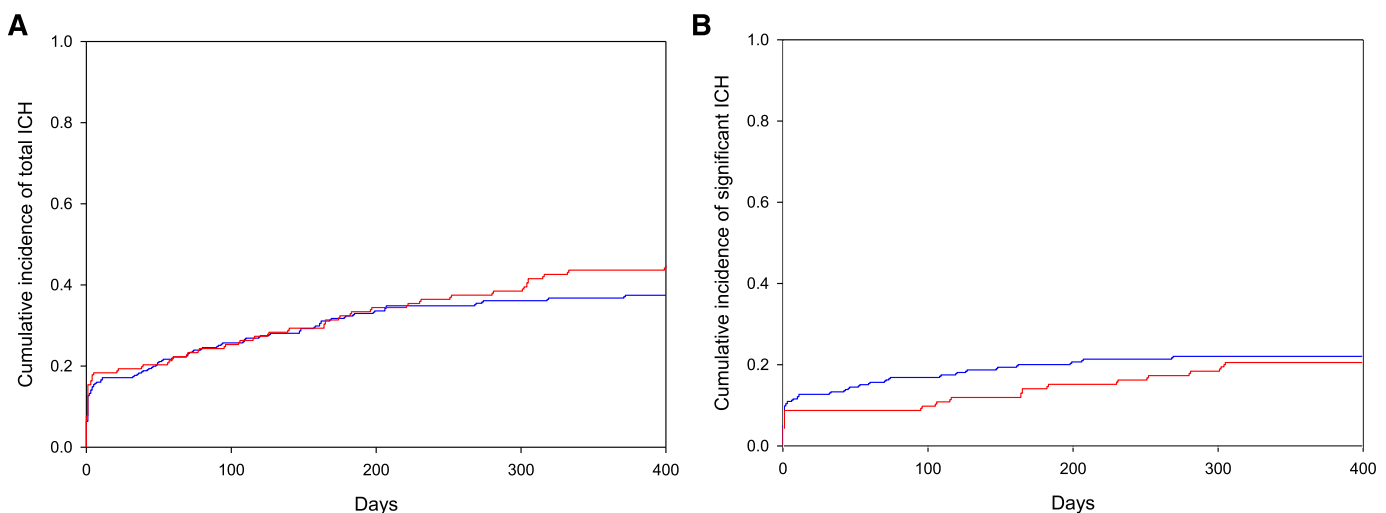 A
Cumulative incidence of total ICH
1.0
0.8
0.6
0.4
0.2
0.0
0 100 200 300 400
Days
B
Cumulative incidence of significant ICH
1.0
0.8
0.6
0.4
0.2
0.0
0 100 200 300 400
Days